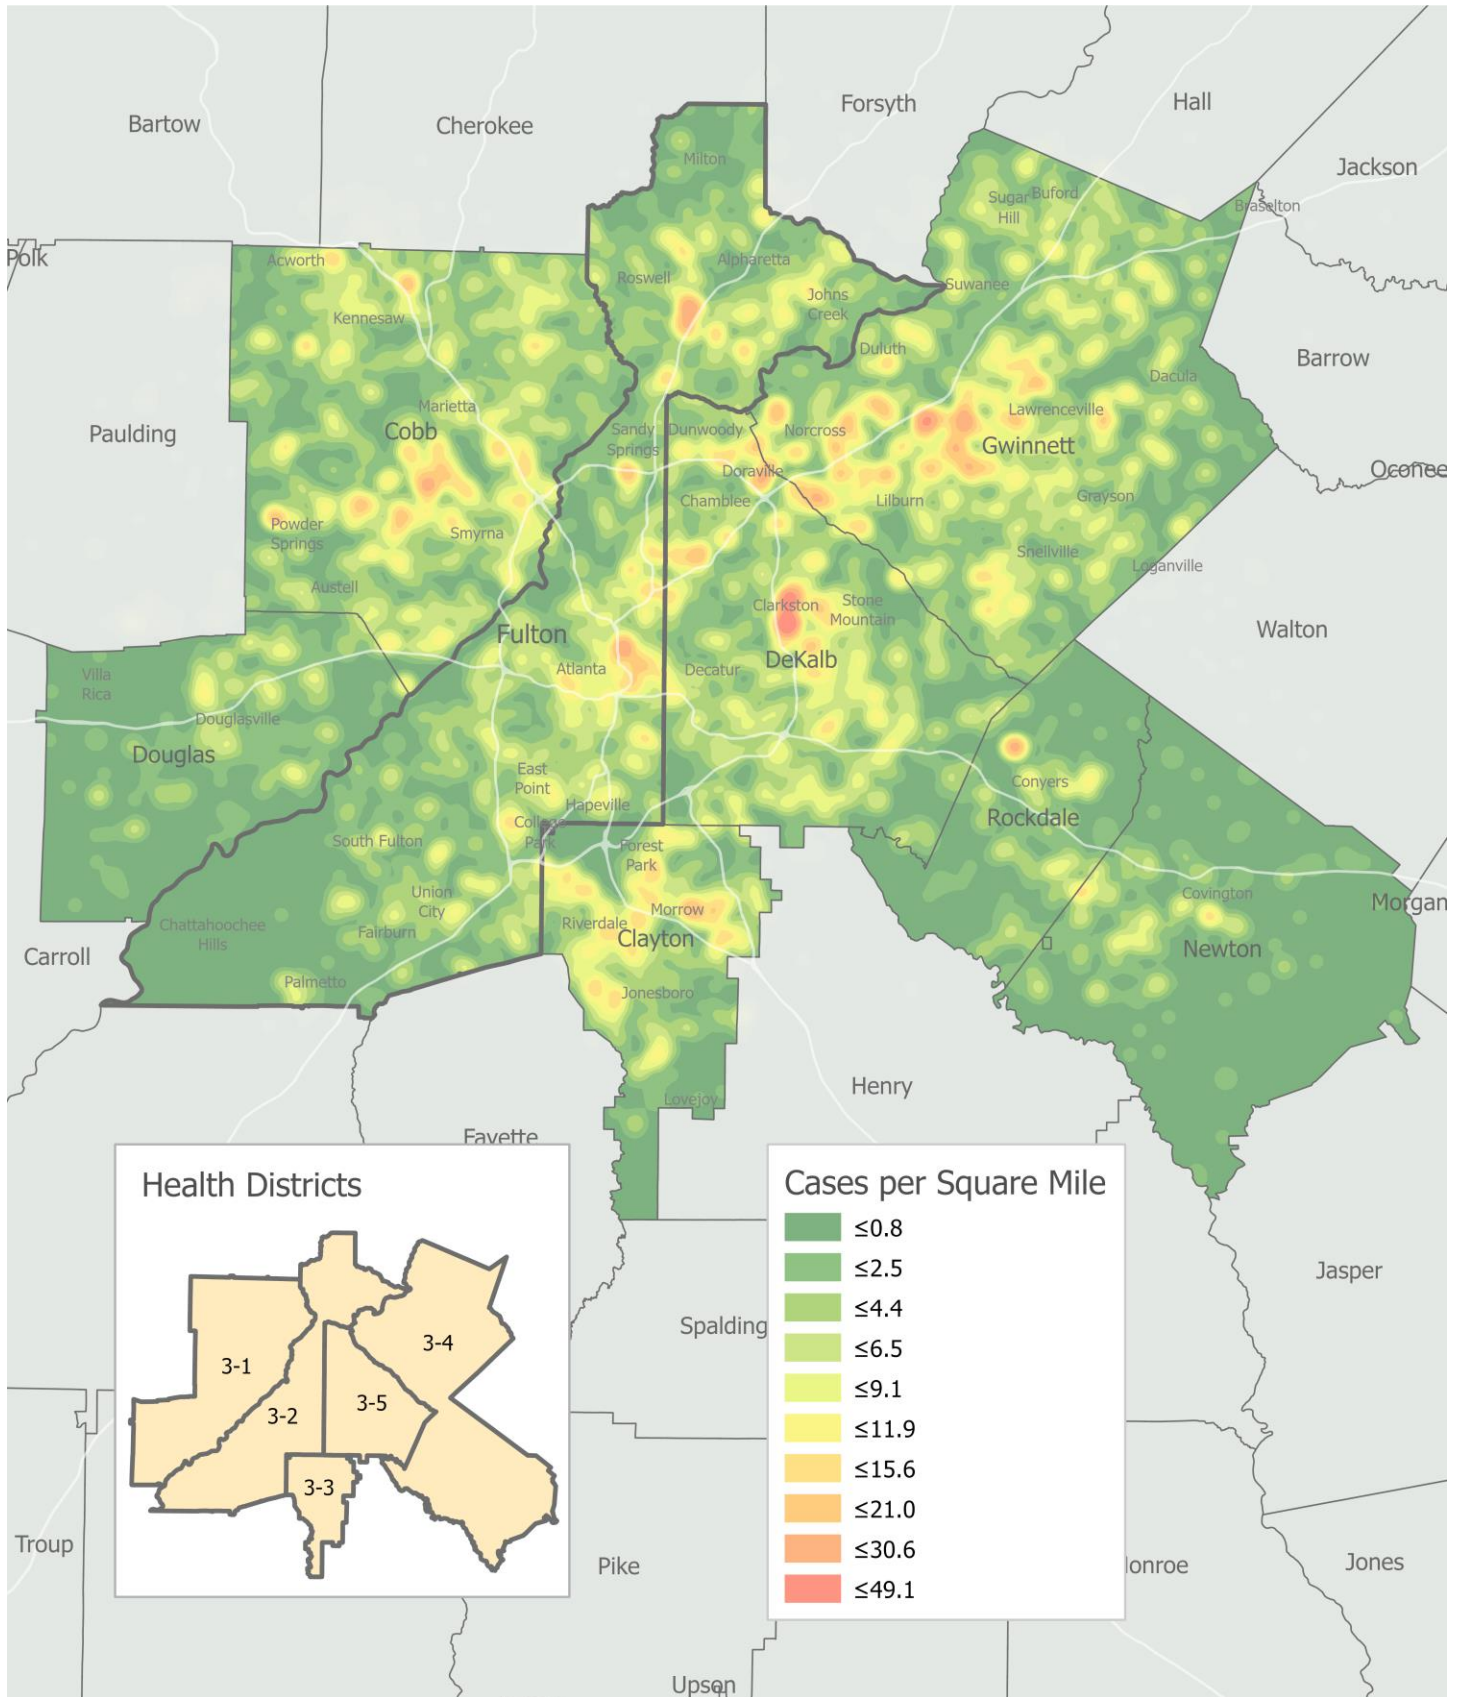 Forsyth
Hall
Bartow
Cherokee
Milton
Jackson
Sugar
Hill
Buford
Braselton
Polk
Acworth
Alpharetta
Roswell
Suwanee
Johns
Creek
Kennesaw
Duluth
Barrow
Dacula
Marietta
Lawrenceville
Cobb
Paulding
Sandy
Springs
Dunwoody
Norcross
Gwinnett
Oconee
Doraville
Chamblee
Lilburn
Grayson
Powder
Springs
Smyrna
Snellville
Loganville
Austell
Clarkston
Stone
Mountain
Fulton
Walton
Atlanta
Decatur
DeKalb
Villa
Rica
Douglasville
Douglas
East
Point
Conyers
Hapeville
Rockdale
College
Park
South Fulton
Forest
Park
Union
City
Covington
Morgan
Morrow
Riverdale
Chattahoochee
Hills
Fairburn
Clayton
Newton
Carroll
Palmetto
Jonesboro
Henry
Lovejoy
Fayette
Health Districts
3-1
3-2
3-3
3-4
3-5
Cases per Square Mile
≤0.8
≤2.5
≤4.4
≤6.5
≤9.1
≤11.9
≤15.6
≤21.0
≤30.6
≤49.1
Jasper
Spalding
Troup
Pike
onroe
Jones
Upson